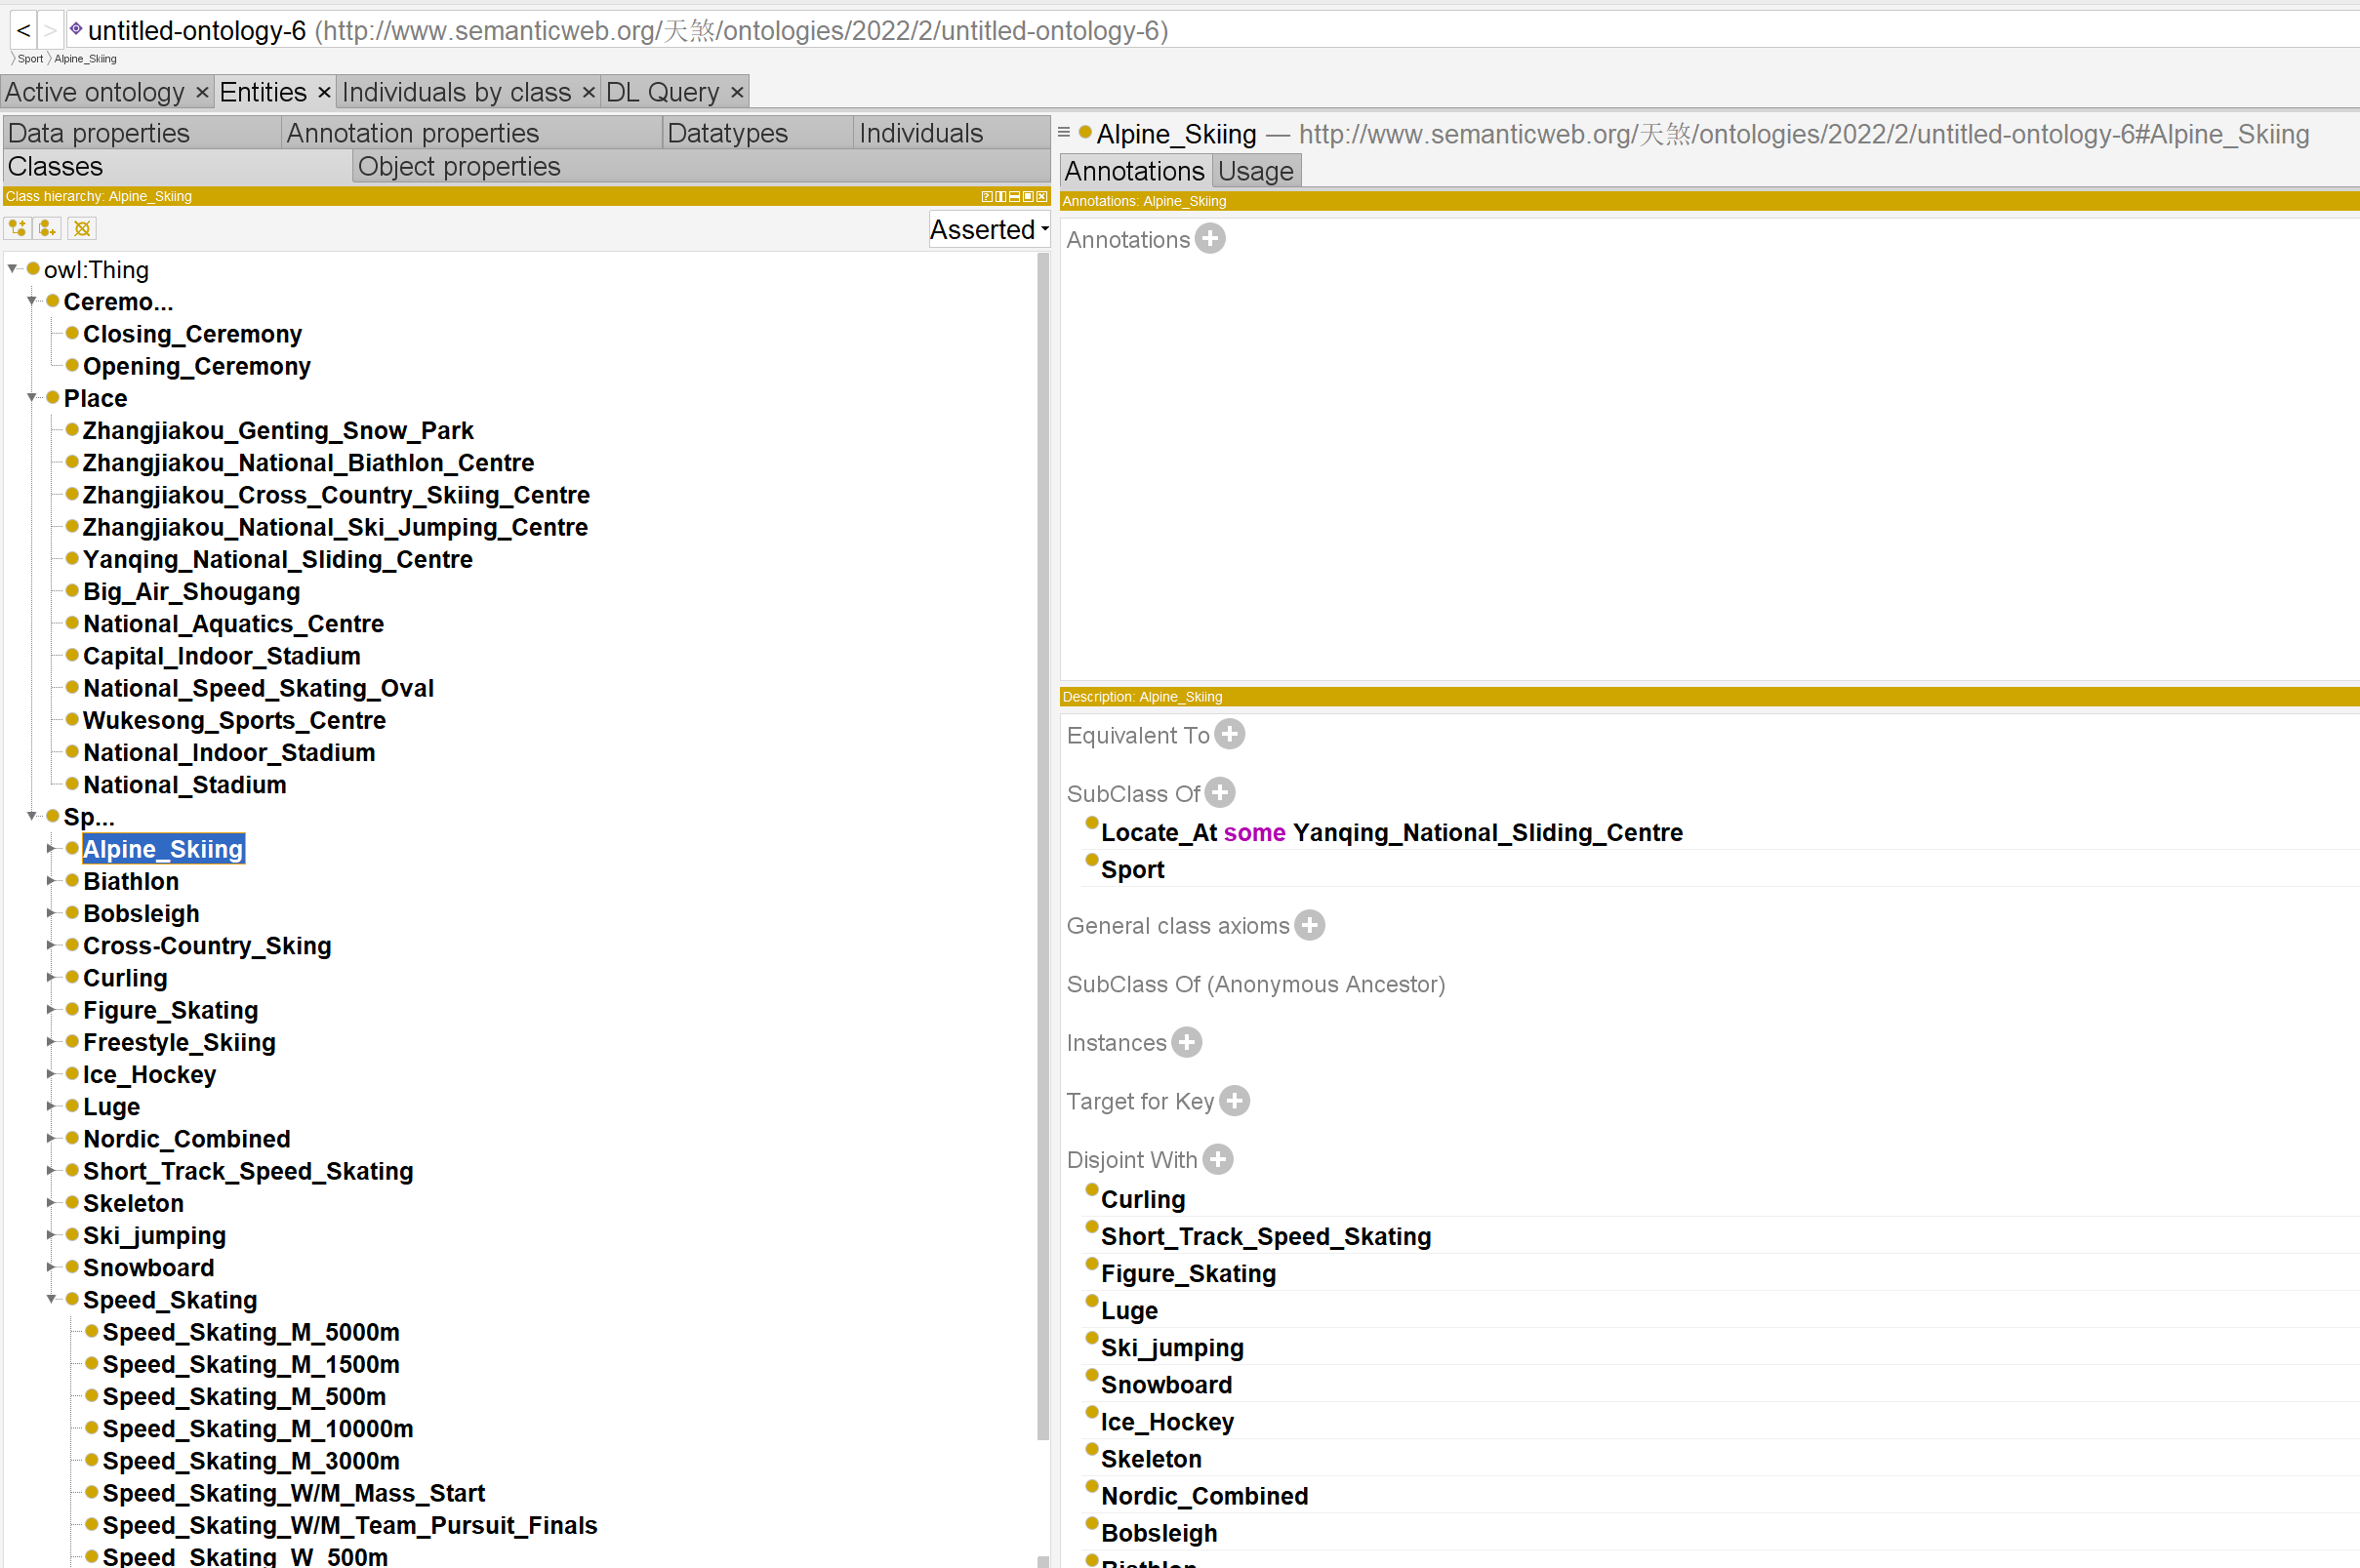 < > untitled-ontology-6 (http://www.semanticweb.org/天煞/ontologies/2022/2/untitled-ontology-6)
〉Sport 〉Alpine_Skiing
Active ontology × Entities × Individuals by class × DL Query ×
Data properties Annotation properties Datatypes Individuals
Classes Object properties
Class hierarchy: Alpine_Skiing
Asserted
owl:Thing
Ceremo...
Closing_Ceremony
Opening_Ceremony
Place
Zhangjiakou_Genting_Snow_Park
Zhangjiakou_National_Biathlon_Centre
Zhangjiakou_Cross_Country_Skiing_Centre
Zhangjiakou_National_Ski_Jumping_Centre
Yanqing_National_Sliding_Centre
Big_Air_Shougang
National_Aquatics_Centre
Capital_Indoor_Stadium
National_Speed_Skating_Oval
Wukesong_Sports_Centre
National_Indoor_Stadium
National_Stadium
Sp...
Alpine_Skiing
Biathlon
Bobsleigh
Cross-Country_Sking
Curling
Figure_Skating
Freestyle_Skiing
Ice_Hockey
Luge
Nordic_Combined
Short_Track_Speed_Skating
Skeleton
Ski_jumping
Snowboard
Speed_Skating
Speed_Skating_M_5000m
Speed_Skating_M_1500m
Speed_Skating_M_500m
Speed_Skating_M_10000m
Speed_Skating_M_3000m
Speed_Skating_W/M_Mass_Start
Speed_Skating_W/M_Team_Pursuit_Finals
Speed_Skating_W_500m
Alpine_Skiing — http://www.semanticweb.org/天煞/ontologies/2022/2/untitled-ontology-6#Alpine_Skiing
Annotations Usage
Annotations: Alpine_Skiing
Annotations
Description: Alpine_Skiing
Equivalent To
SubClass Of
Locate_At some Yanqing_National_Sliding_Centre
Sport
General class axioms
SubClass Of (Anonymous Ancestor)
Instances
Target for Key
Disjoint With
Curling
Short_Track_Speed_Skating
Figure_Skating
Luge
Ski_jumping
Snowboard
Ice_Hockey
Skeleton
Nordic_Combined
Bobsleigh
Biathlon